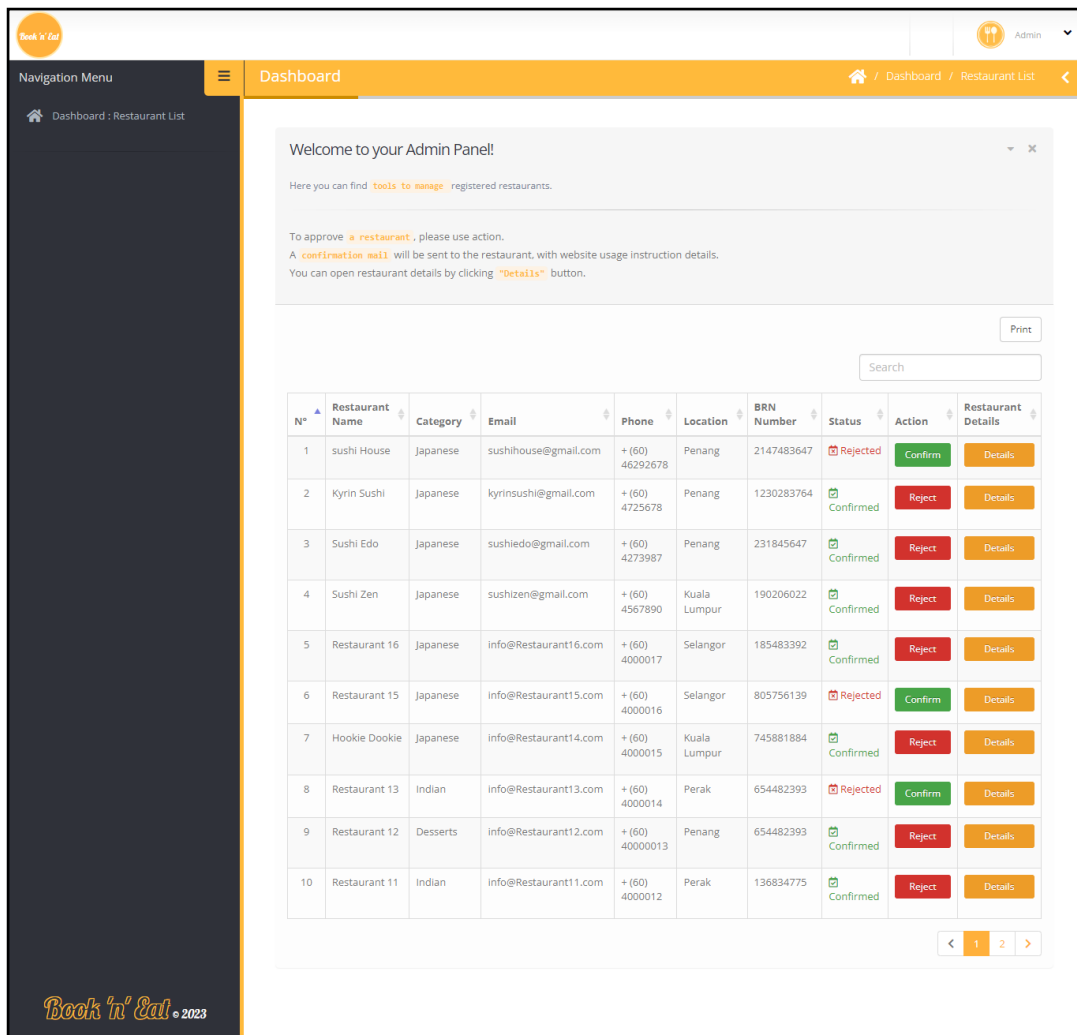 Book 'n' Eat
Admin
Navigation Menu
Dashboard
/ Dashboard / Restaurant List
Dashboard : Restaurant List
Welcome to your Admin Panel!
Here you can find tools to manage registered restaurants.
To approve a restaurant, please use action.
A confirmation mail will be sent to the restaurant, with website usage instruction details.
You can open restaurant details by clicking "Details" button.
Print
Search
N° Restaurant Name Category Email Phone Location BRN Number Status Action Restaurant Details
1 sushi House Japanese sushihouse@gmail.com + (60) 46292678 Penang 2147483647 Rejected Confirm Details
2 Kyrin Sushi Japanese kyrinsushi@gmail.com + (60) 4725678 Penang 1230283764 Confirmed Reject Details
3 Sushi Edo Japanese sushiedo@gmail.com + (60) 4273987 Penang 231845647 Confirmed Reject Details
4 Sushi Zen Japanese sushizen@gmail.com + (60) 4567890 Kuala Lumpur 190206022 Confirmed Reject Details
5 Restaurant 16 Japanese info@Restaurant16.com + (60) 4000017 Selangor 185483392 Confirmed Reject Details
6 Restaurant 15 Japanese info@Restaurant15.com + (60) 4000016 Selangor 805756139 Rejected Confirm Details
7 Hookie Dookie Japanese info@Restaurant14.com + (60) 4000015 Kuala Lumpur 745881884 Confirmed Reject Details
8 Restaurant 13 Indian info@Restaurant13.com + (60) 4000014 Perak 654482393 Rejected Confirm Details
9 Restaurant 12 Desserts info@Restaurant12.com + (60) 40000013 Penang 654482393 Confirmed Reject Details
10 Restaurant 11 Indian info@Restaurant11.com + (60) 4000012 Perak 136834775 Confirmed Reject Details
1 2
Book 'n' Eat © 2023